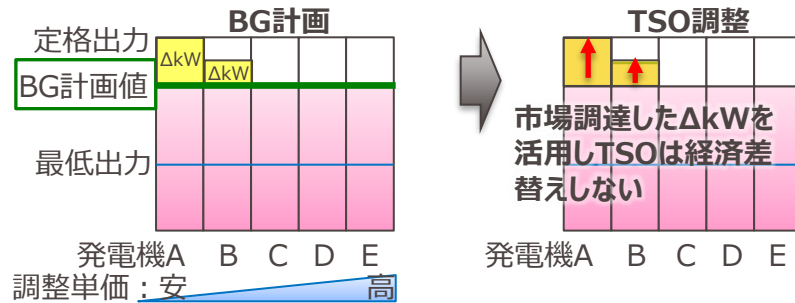 BG計画
定格出力
ΔkW
ΔkW
BG計画値
最低出力
発電機A B C D E
調整単価：安 高
TSO調整
市場調達したΔkWを
活用しTSOは経済差
替えしない
発電機A B C D E